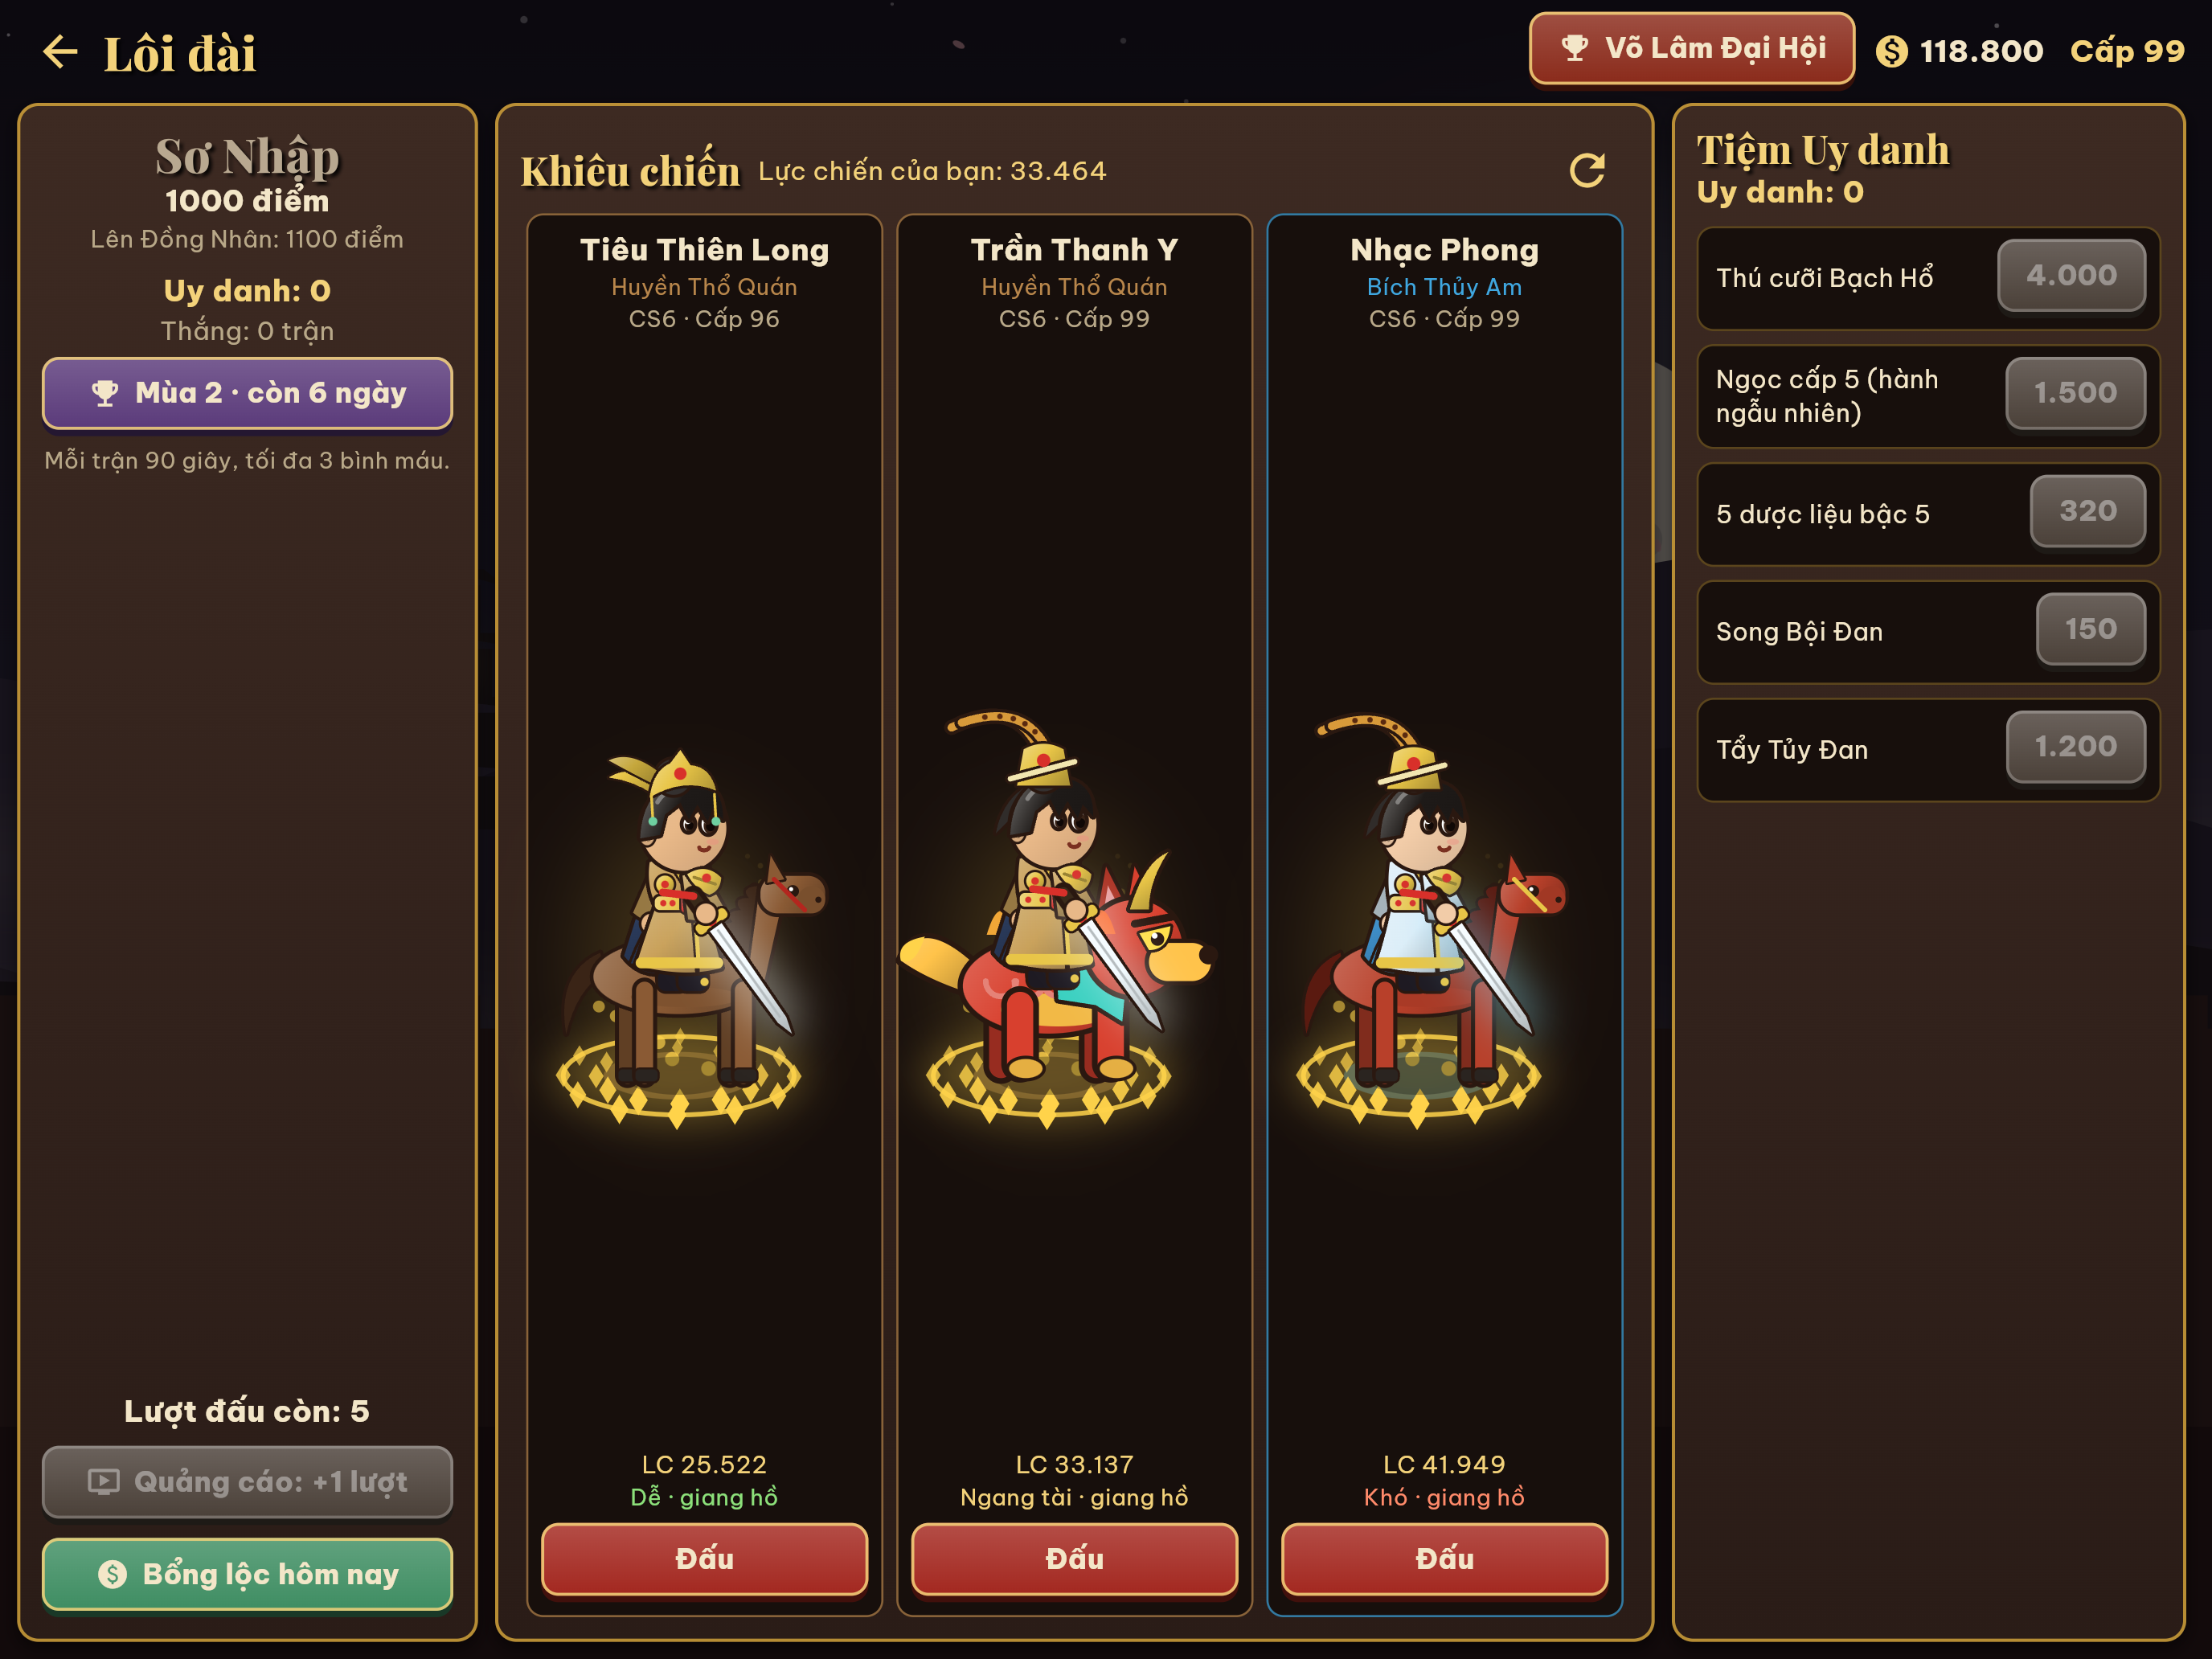 Lôi đài
Võ Lâm Đại Hội
118.800
Cấp 99
Sơ Nhập
1000 điểm
Lên Đồng Nhân: 1100 điểm
Uy danh: 0
Thắng: 0 trận
Mùa 2 · còn 6 ngày
Mỗi trận 90 giây, tối đa 3 bình máu.
Lượt đấu còn: 5
Quảng cáo: +1 lượt
Bổng lộc hôm nay
Khiêu chiến
Lực chiến của bạn: 33.464
Tiêu Thiên Long
Huyền Thổ Quán
CS6 · Cấp 96
LC 25.522
Dễ · giang hồ
Đấu
Trần Thanh Y
Huyền Thổ Quán
CS6 · Cấp 99
LC 33.137
Ngang tài · giang hồ
Đấu
Nhạc Phong
Bích Thủy Am
CS6 · Cấp 99
LC 41.949
Khó · giang hồ
Đấu
Tiệm Uy danh
Uy danh: 0
Thú cưỡi Bạch Hổ
4.000
Ngọc cấp 5 (hành
ngẫu nhiên)
1.500
5 dược liệu bậc 5
320
Song Bội Đan
150
Tẩy Tủy Đan
1.200